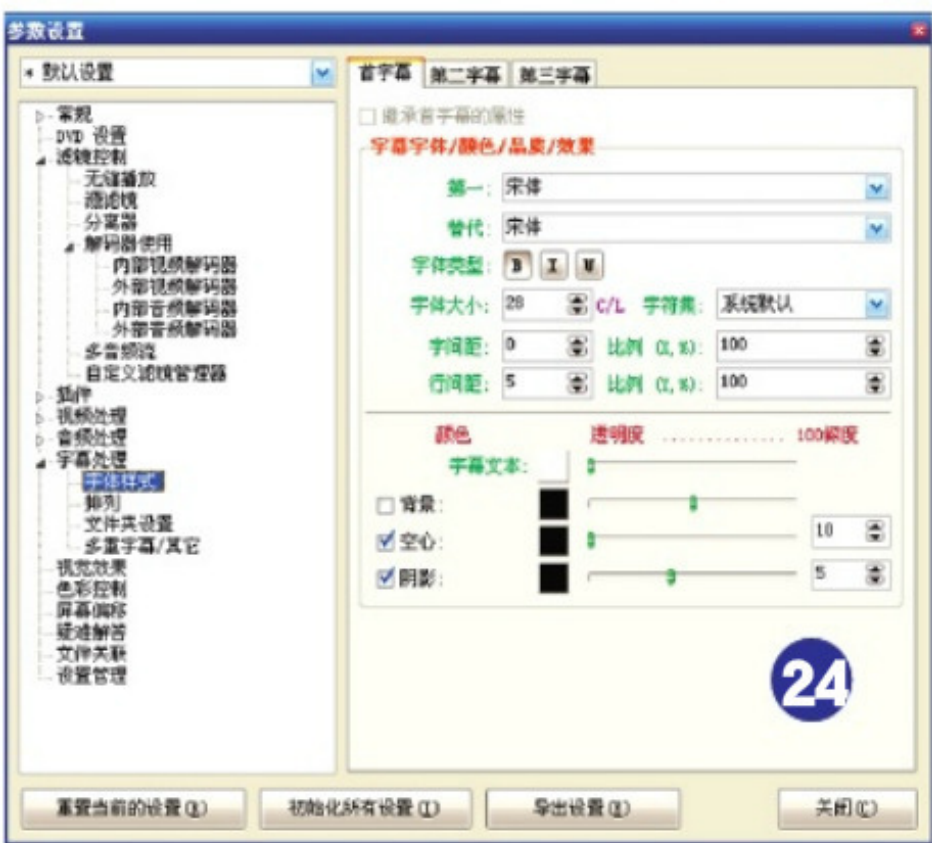 参数设置
* 默认设置
常规
DVD 设置
滤镜控制
无缝播放
源滤镜
分离器
解码器使用
内部视频解码器
外部视频解码器
内部音频解码器
外部音频解码器
多音频流
自定义滤镜管理器
插件
视频处理
音频处理
字幕处理
字体样式
排列
文件夹设置
多重字幕/其它
视觉效果
色彩控制
屏幕偏移
疑难解答
文件关联
设置管理
首字幕 第二字幕 第三字幕
继承首字幕的属性
字幕字体/颜色/品质/效果
第一: 宋体
替代: 宋体
字体类型: B I U
字体大小: 28 C/L 字符集: 系统默认
字间距: 0 比例 (X,%): 100
行间距: 5 比例 (Y,%): 100
颜色 透明度 .............. 100幅度
字幕文本:
背景:
空心: 10
阴影: 5
24
重置当前的设置(R) 初始化所有设置(I) 导出设置(E) 关闭(C)